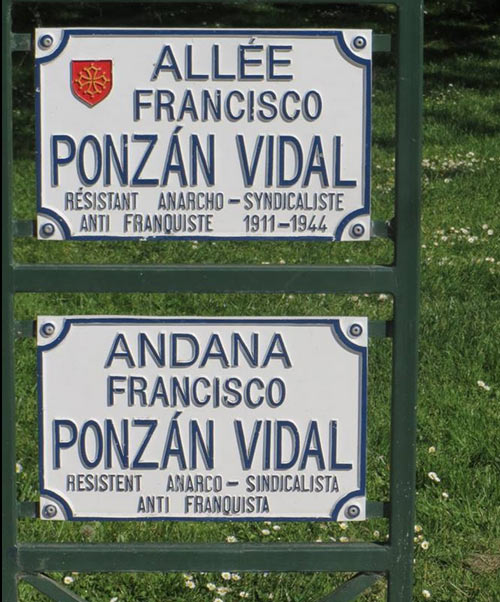 ALLÉE
FRANCISCO
PONZÁN VIDAL
RÉSISTANT ANARCHO – SYNDICALISTE
ANTI FRANQUISTE 1911–1944
ANDANA
FRANCISCO
PONZÁN VIDAL
RESISTENT ANARCO – SINDICALISTA
ANTI FRANQUISTA